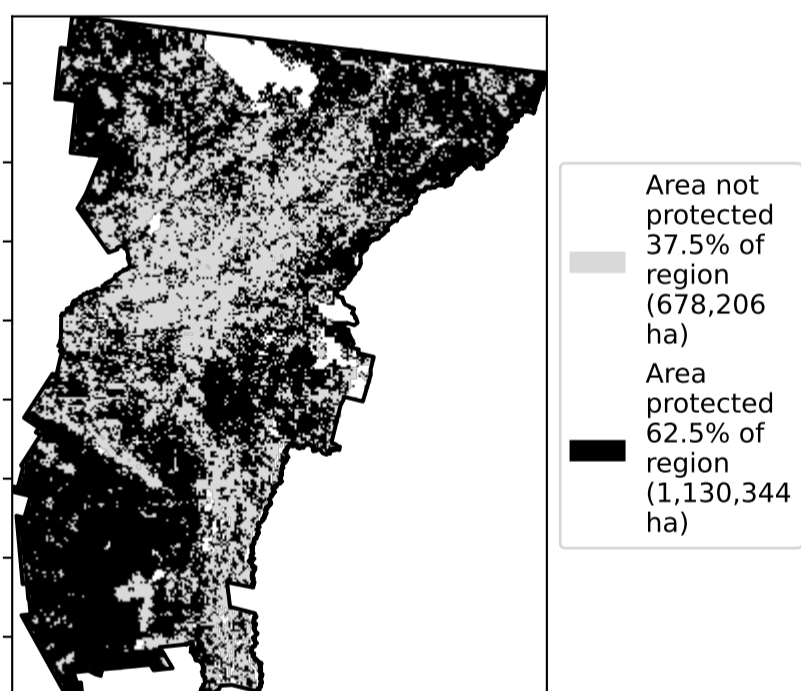 Area not
protected
37.5% of
region
(678,206
ha)
Area
protected
62.5% of
region
(1,130,344
ha)